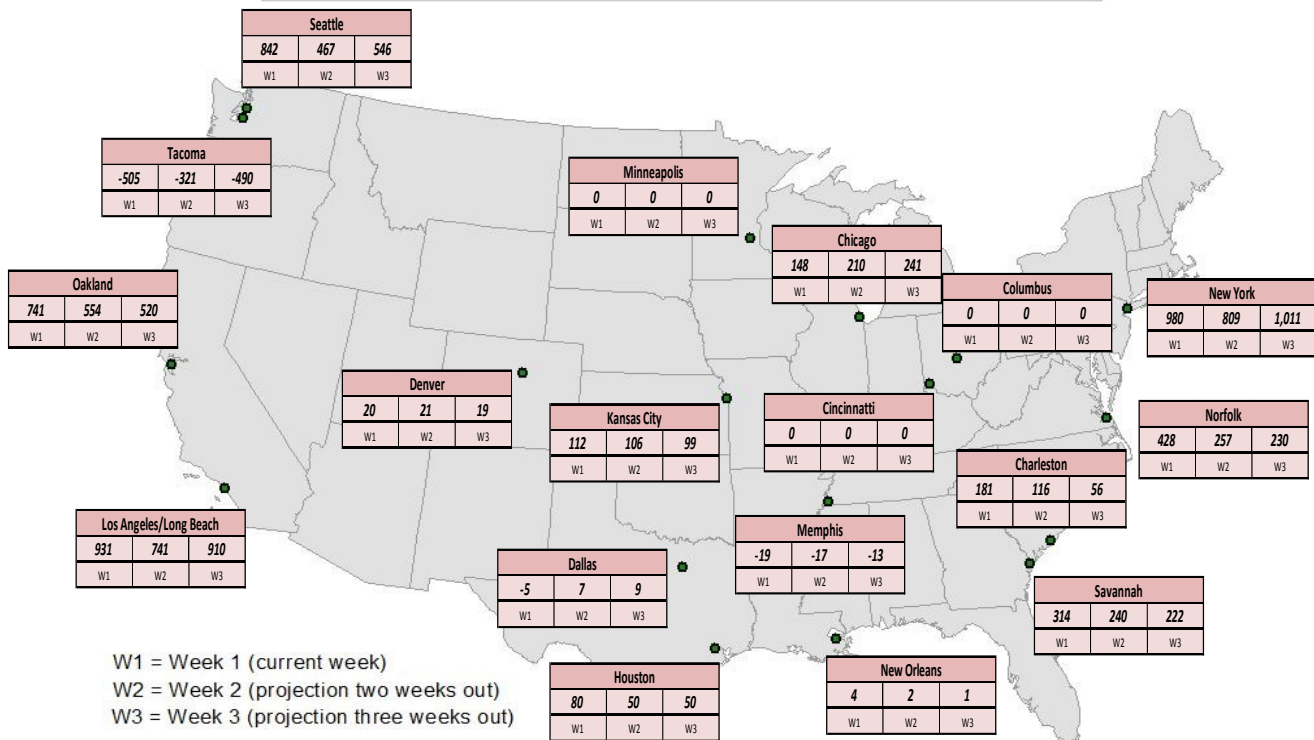 Seattle
842 467 546
W1 W2 W3
Tacoma
-505 -321 -490
W1 W2 W3
Minneapolis
0 0 0
W1 W2 W3
Chicago
148 210 241
W1 W2 W3
Oakland
741 554 520
W1 W2 W3
Columbus
0 0 0
W1 W2 W3
New York
980 809 1,011
W1 W2 W3
Denver
20 21 19
W1 W2 W3
Kansas City
112 106 99
W1 W2 W3
Cincinnatti
0 0 0
W1 W2 W3
Norfolk
428 257 230
W1 W2 W3
Charleston
181 116 56
W1 W2 W3
Los Angeles/Long Beach
931 741 910
W1 W2 W3
Memphis
-19 -17 -13
W1 W2 W3
Dallas
-5 7 9
W1 W2 W3
Savannah
314 240 222
W1 W2 W3
W1 = Week 1 (current week)
W2 = Week 2 (projection two weeks out)
W3 = Week 3 (projection three weeks out)
Houston
80 50 50
W1 W2 W3
New Orleans
4 2 1
W1 W2 W3